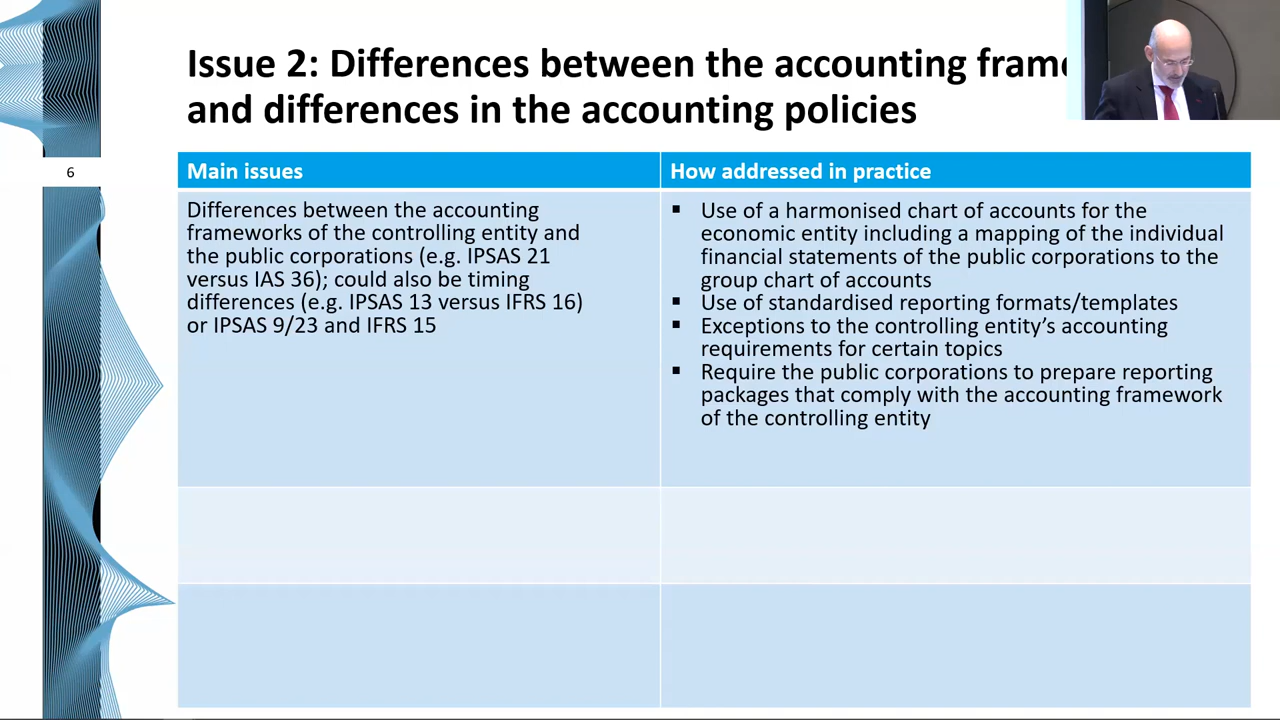 Issue 2: Differences between the accounting
and differences in the accounting policies
6
Main issues
How addressed in practice
Differences between the accounting
frameworks of the controlling entity and
the public corporations (e.g. IPSAS 21
versus IAS 36); could also be timing
differences (e.g. IPSAS 13 versus IFRS 16)
or IPSAS 9/23 and IFRS 15
▪ Use of a harmonised chart of accounts for the
economic entity including a mapping of the individual
financial statements of the public corporations to the
group chart of accounts
▪ Use of standardised reporting formats/templates
▪ Exceptions to the controlling entity’s accounting
requirements for certain topics
▪ Require the public corporations to prepare reporting
packages that comply with the accounting framework
of the controlling entity